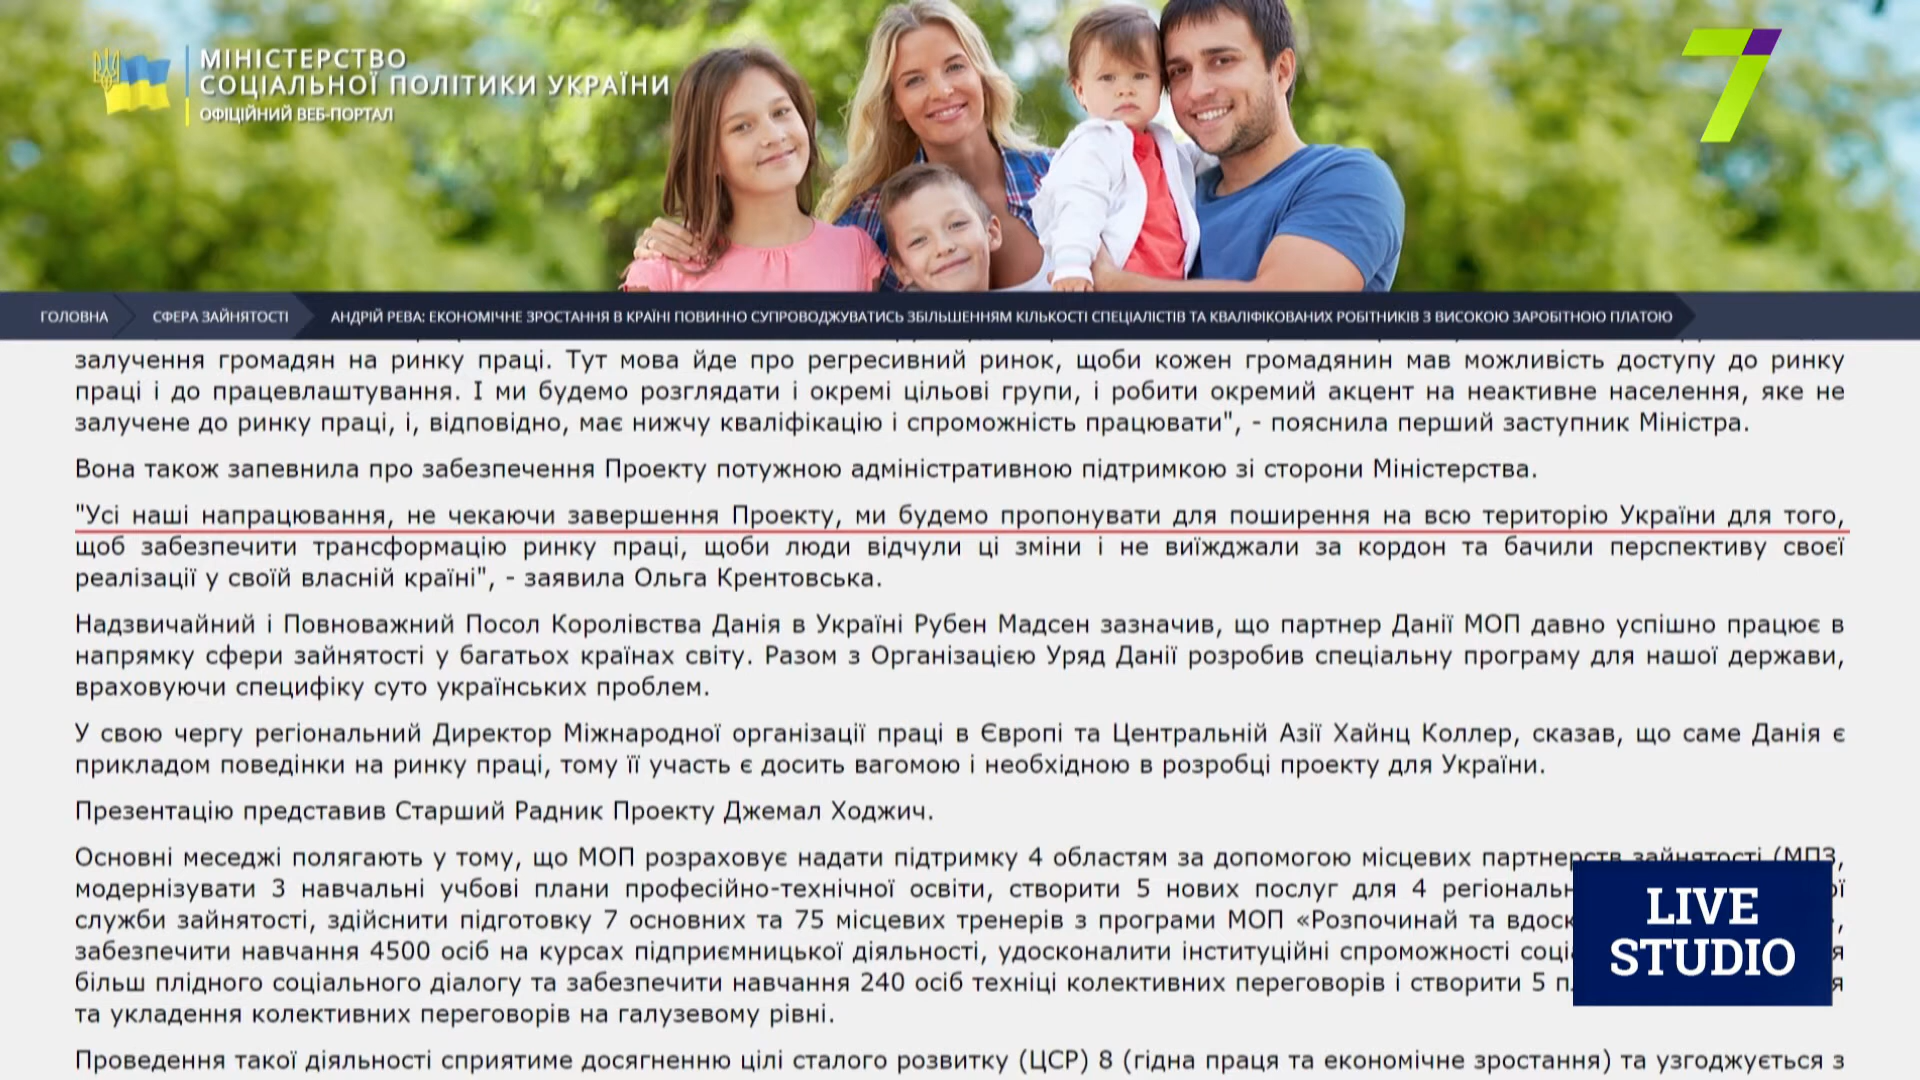 МІНІСТЕРСТВО
СОЦІАЛЬНОЇ ПОЛІТИКИ УКРАЇНИ
ОФІЦІЙНИЙ ВЕБ-ПОРТАЛ
7
ГОЛОВНА СФЕРА ЗАЙНЯТОСТІ АНДРІЙ РЕВА: ЕКОНОМІЧНЕ ЗРОСТАННЯ В КРАЇНІ ПОВИННО СУПРОВОДЖУВАТИСЬ ЗБІЛЬШЕННЯМ КІЛЬКОСТІ СПЕЦІАЛІСТІВ ТА КВАЛІФІКОВАНИХ РОБІТНИКІВ З ВИСОКОЮ ЗАРОБІТНОЮ ПЛАТОЮ
залучення громадян на ринку праці. Тут мова йде про регресивний ринок, щоби кожен громадянин мав можливість доступу до ринку
праці і до працевлаштування. І ми будемо розглядати і окремі цільові групи, і робити окремий акцент на неактивне населення, яке не
залучене до ринку праці, і, відповідно, має нижчу кваліфікацію і спроможність працювати", - пояснила перший заступник Міністра.
Вона також запевнила про забезпечення Проекту потужною адміністративною підтримкою зі сторони Міністерства.
"Усі наші напрацювання, не чекаючи завершення Проекту, ми будемо пропонувати для поширення на всю територію України для того,
щоб забезпечити трансформацію ринку праці, щоби люди відчули ці зміни і не виїжджали за кордон та бачили перспективу своєї
реалізації у своїй власній країні", - заявила Ольга Крентовська.
Надзвичайний і Повноважний Посол Королівства Данія в Україні Рубен Мадсен зазначив, що партнер Данії МОП давно успішно працює в
напрямку сфери зайнятості у багатьох країнах світу. Разом з Організацією Уряд Данії розробив спеціальну програму для нашої держави,
враховуючи специфіку суто українських проблем.
У свою чергу регіональний Директор Міжнародної організації праці в Європі та Центральній Азії Хайнц Коллер, сказав, що саме Данія є
прикладом поведінки на ринку праці, тому її участь є досить вагомою і необхідною в розробці проекту для України.
Презентацію представив Старший Радник Проекту Джемал Ходжич.
Основні меседжі полягають у тому, що МОП розраховує надати підтримку 4 областям за допомогою місцевих партнерств зайнятості (МПЗ,
модернізувати 3 навчальні учбові плани професійно-технічної освіти, створити 5 нових послуг для 4
служби зайнятості, здійснити підготовку 7 основних та 75 місцевих тренерів з програми МОП «Розпочинай та
забезпечити навчання 4500 осіб на курсах підприємницької діяльності, удосконалити інституційні спроможності
більш плідного соціального діалогу та забезпечити навчання 240 осіб техніці колективних переговорів і створити 5
та укладення колективних переговорів на галузевому рівні.
Проведення такої діяльності сприятиме досягненню цілі сталого розвитку (ЦСР) 8 (гідна праця та економічне зростання) та узгоджується з
LIVE
STUDIO